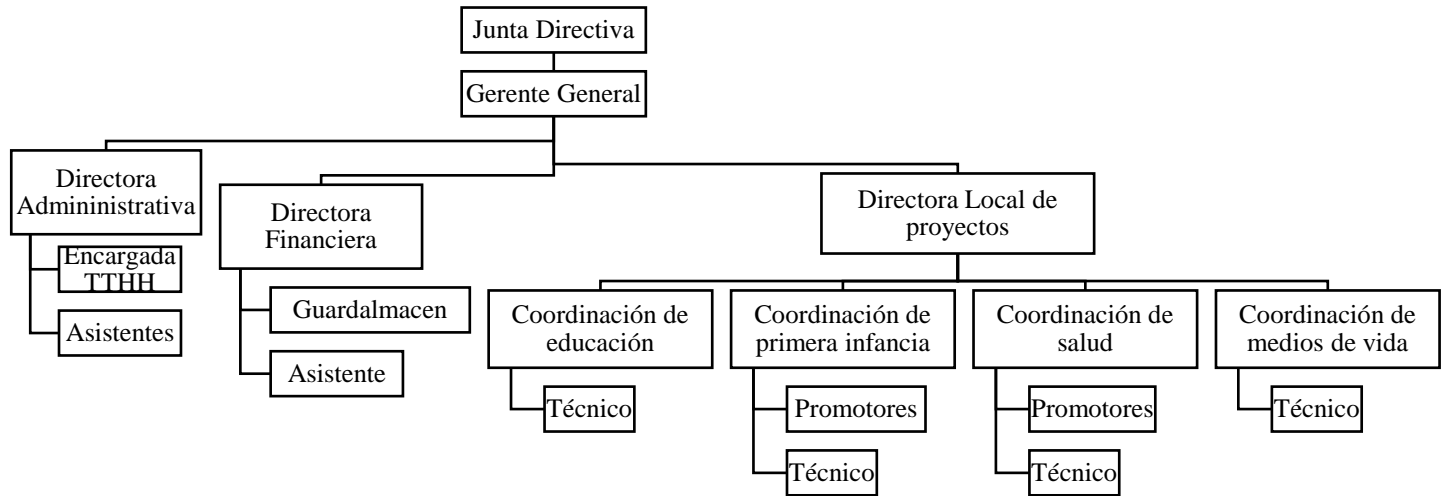 Junta Directiva
Gerente General
Directora
Admininistrativa
Encargada
TTHH
Asistentes
Directora
Financiera
Guardalmacen
Asistente
Directora Local de
proyectos
Coordinación de
educación
Técnico
Coordinación de
primera infancia
Promotores
Técnico
Coordinación de
salud
Promotores
Técnico
Coordinación de
medios de vida
Técnico